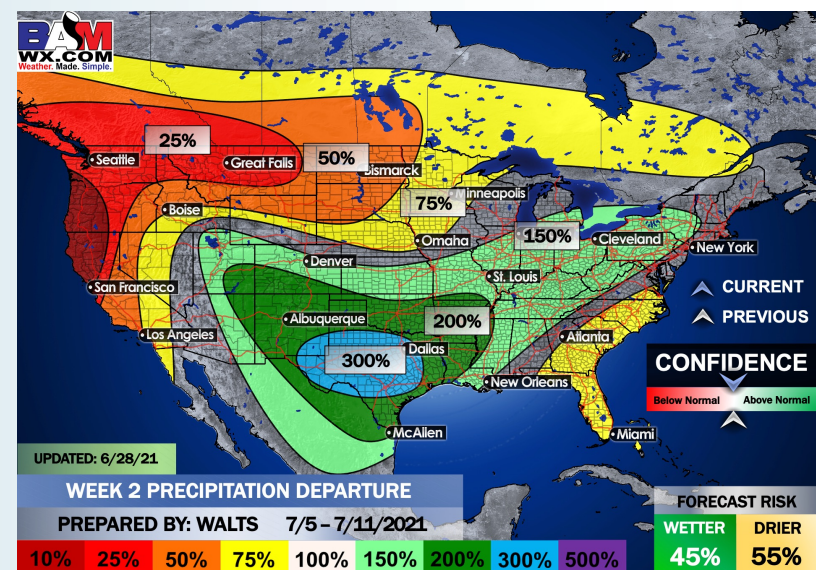 BAM
WX.COM
Weather. Made. Simple.
25%
Seattle
Great Falls
50%
Bismarck
75%
Minneapolis
Boise
150%
Omaha
Cleveland
New York
Denver
St. Louis
San Francisco
CURRENT
Albuquerque
200%
PREVIOUS
Los Angeles
Dallas
Atlanta
300%
CONFIDENCE
New Orleans
Below Normal
Above Normal
McAllen
Miami
UPDATED: 6/28/21
WEEK 2 PRECIPITATION DEPARTURE
FORECAST RISK
PREPARED BY: WALTS 7/5 – 7/11/2021
WETTER
DRIER
10% 25% 50% 75% 100% 150% 200% 300% 500%
45%
55%